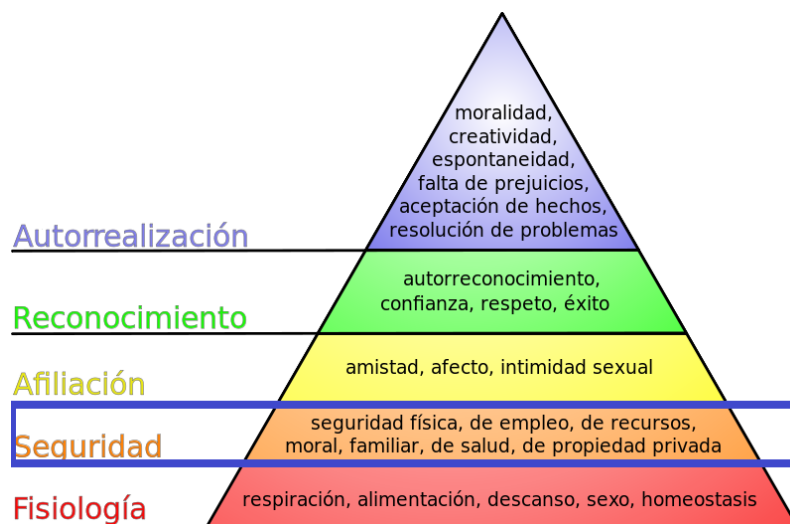 moralidad,
creatividad,
espontaneidad,
falta de prejuicios,
aceptación de hechos,
resolución de problemas
Autorrealización
autorreconocimiento,
confianza, respeto, éxito
Reconocimiento
amistad, afecto, intimidad sexual
Afiliación
seguridad física, de empleo, de recursos,
moral, familiar, de salud, de propiedad privada
Seguridad
respiración, alimentación, descanso, sexo, homeostasis
Fisiología